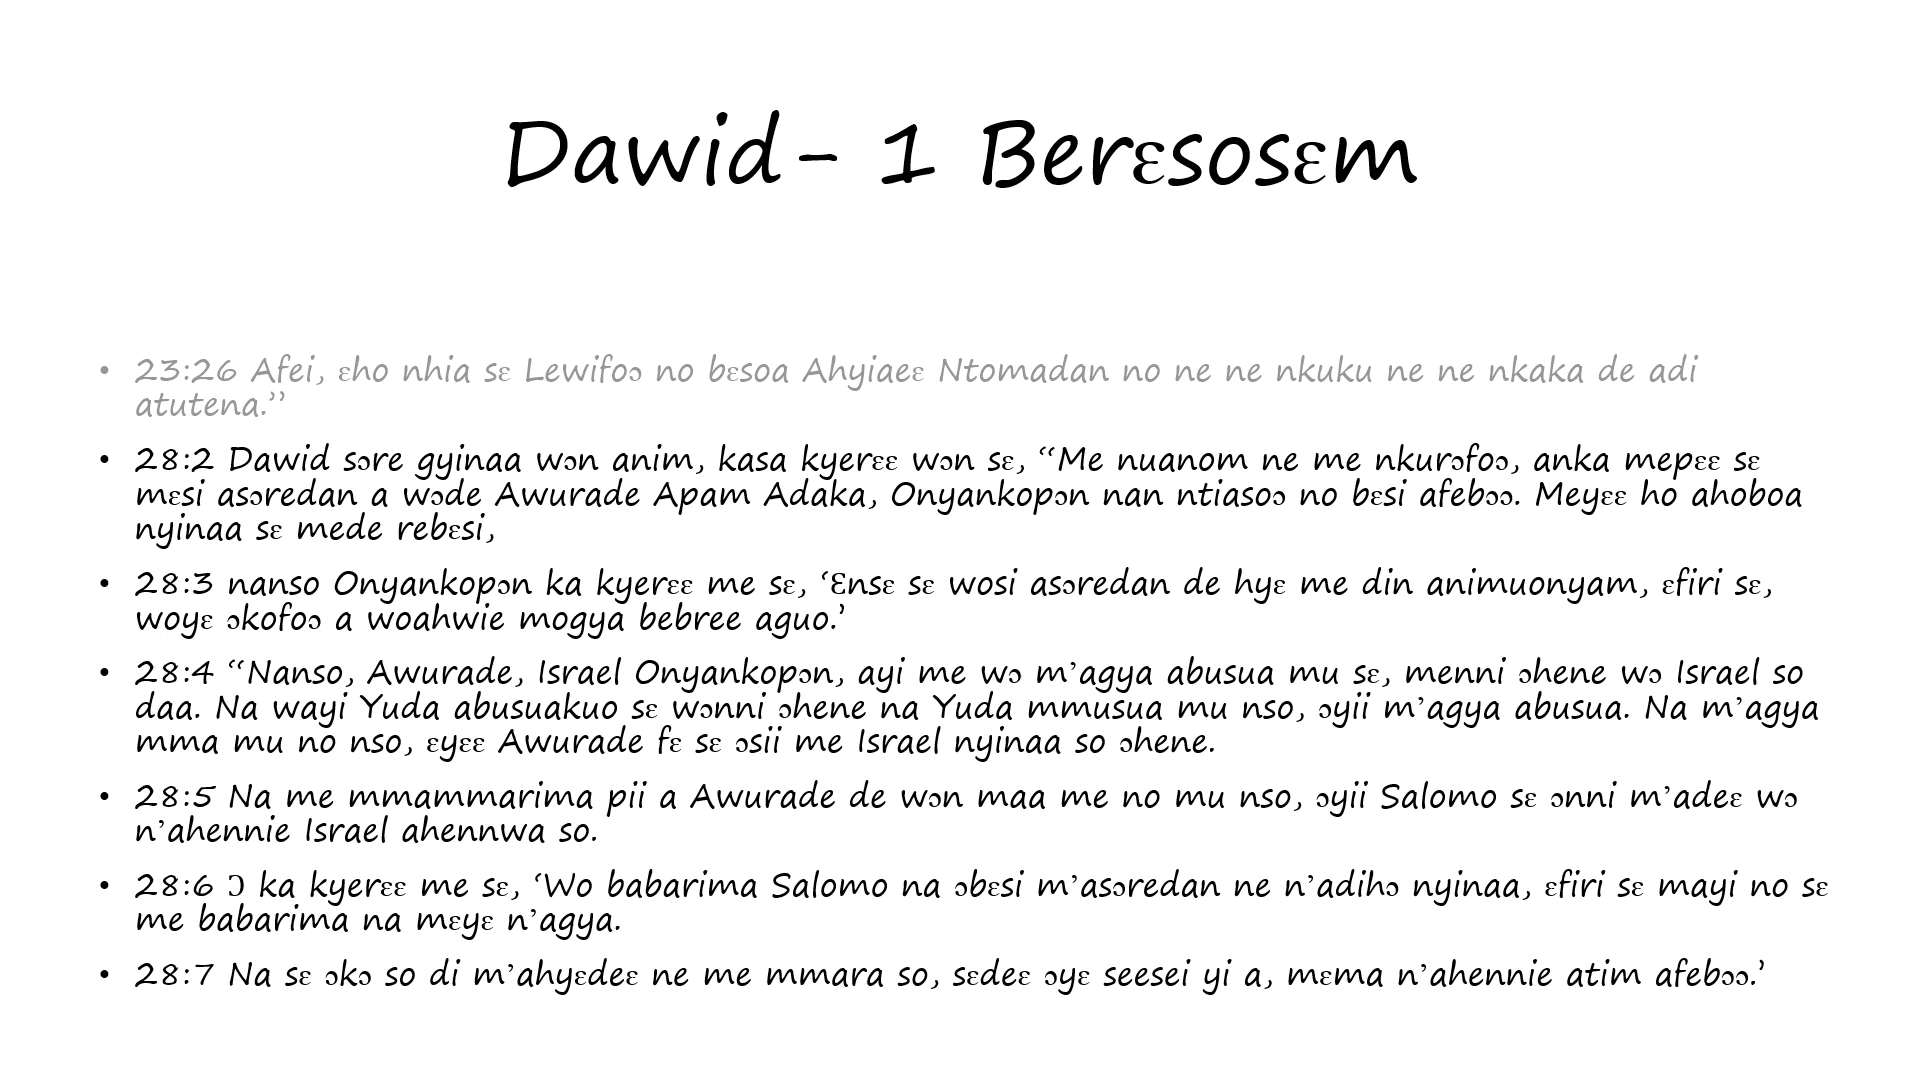 Dawid- 1 Berɛsosɛm
• 23:26 Afei, ɛho nhia sɛ Lewifoɔ no bɛsoa Ahyiaeɛ Ntomadan no ne ne nkuku ne ne nkaka de adi
atutena.”
• 28:2 Dawid sɔre gyinaa wɔn anim, kasa kyerɛɛ wɔn sɛ, “Me nuanom ne me nkurɔfoɔ, anka mepɛɛ sɛ
mɛsi asɔredan a wɔde Awurade Apam Adaka, Onyankopɔn nan ntiasoɔ no bɛsi afebɔɔ. Meyɛɛ ho ahoboa
nyinaa sɛ mede rebɛsi,
• 28:3 nanso Onyankopɔn ka kyerɛɛ me sɛ, ‘Ɛnsɛ sɛ wosi asɔredan de hyɛ me din animuonyam, ɛfiri sɛ,
woyɛ ɔkofoɔ a woahwie mogya bebree aguo.’
• 28:4 “Nanso, Awurade, Israel Onyankopɔn, ayi me wɔ m’agya abusua mu sɛ, menni ɔhene wɔ Israel so
daa. Na wayi Yuda abusuakuo sɛ wɔnni ɔhene na Yuda mmusua mu nso, ɔyii m’agya abusua. Na m’agya
mma mu no nso, ɛyɛɛ Awurade fɛ sɛ ɔsii me Israel nyinaa so ɔhene.
• 28:5 Na me mmammarima pii a Awurade de wɔn maa me no mu nso, ɔyii Salomo sɛ ɔnni m’adeɛ wɔ
n’ahennie Israel ahennwa so.
• 28:6 Ɔ ka kyerɛɛ me sɛ, ‘Wo babarima Salomo na ɔbɛsi m’asɔredan ne n’adihɔ nyinaa, ɛfiri sɛ mayi no sɛ
me babarima na mɛyɛ n’agya.
• 28:7 Na sɛ ɔkɔ so di m’ahyɛdeɛ ne me mmara so, sɛdeɛ ɔyɛ seesei yi a, mɛma n’ahennie atim afebɔɔ.’